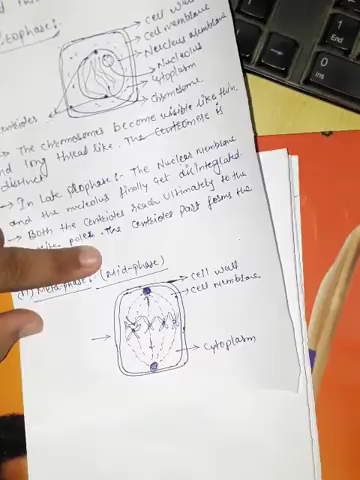 ophase:-
cell wall
cell membrane
Nucleus membrane
Nucleolus
cytoplasm
chromosome
→ The chromosomes become visible like thin
and long thread like. The centromere is
distinct
→ In late prophase:- The Nucleus Membrane
and the nucleolus finally get disintegrated.
→ Both the Centrioles reach ultimately to the
poles. The Centrioles part forms the
(ii) Metaphase: (Mid-phase)
cell wall
cell membrane
cytoplasm
Ins
0